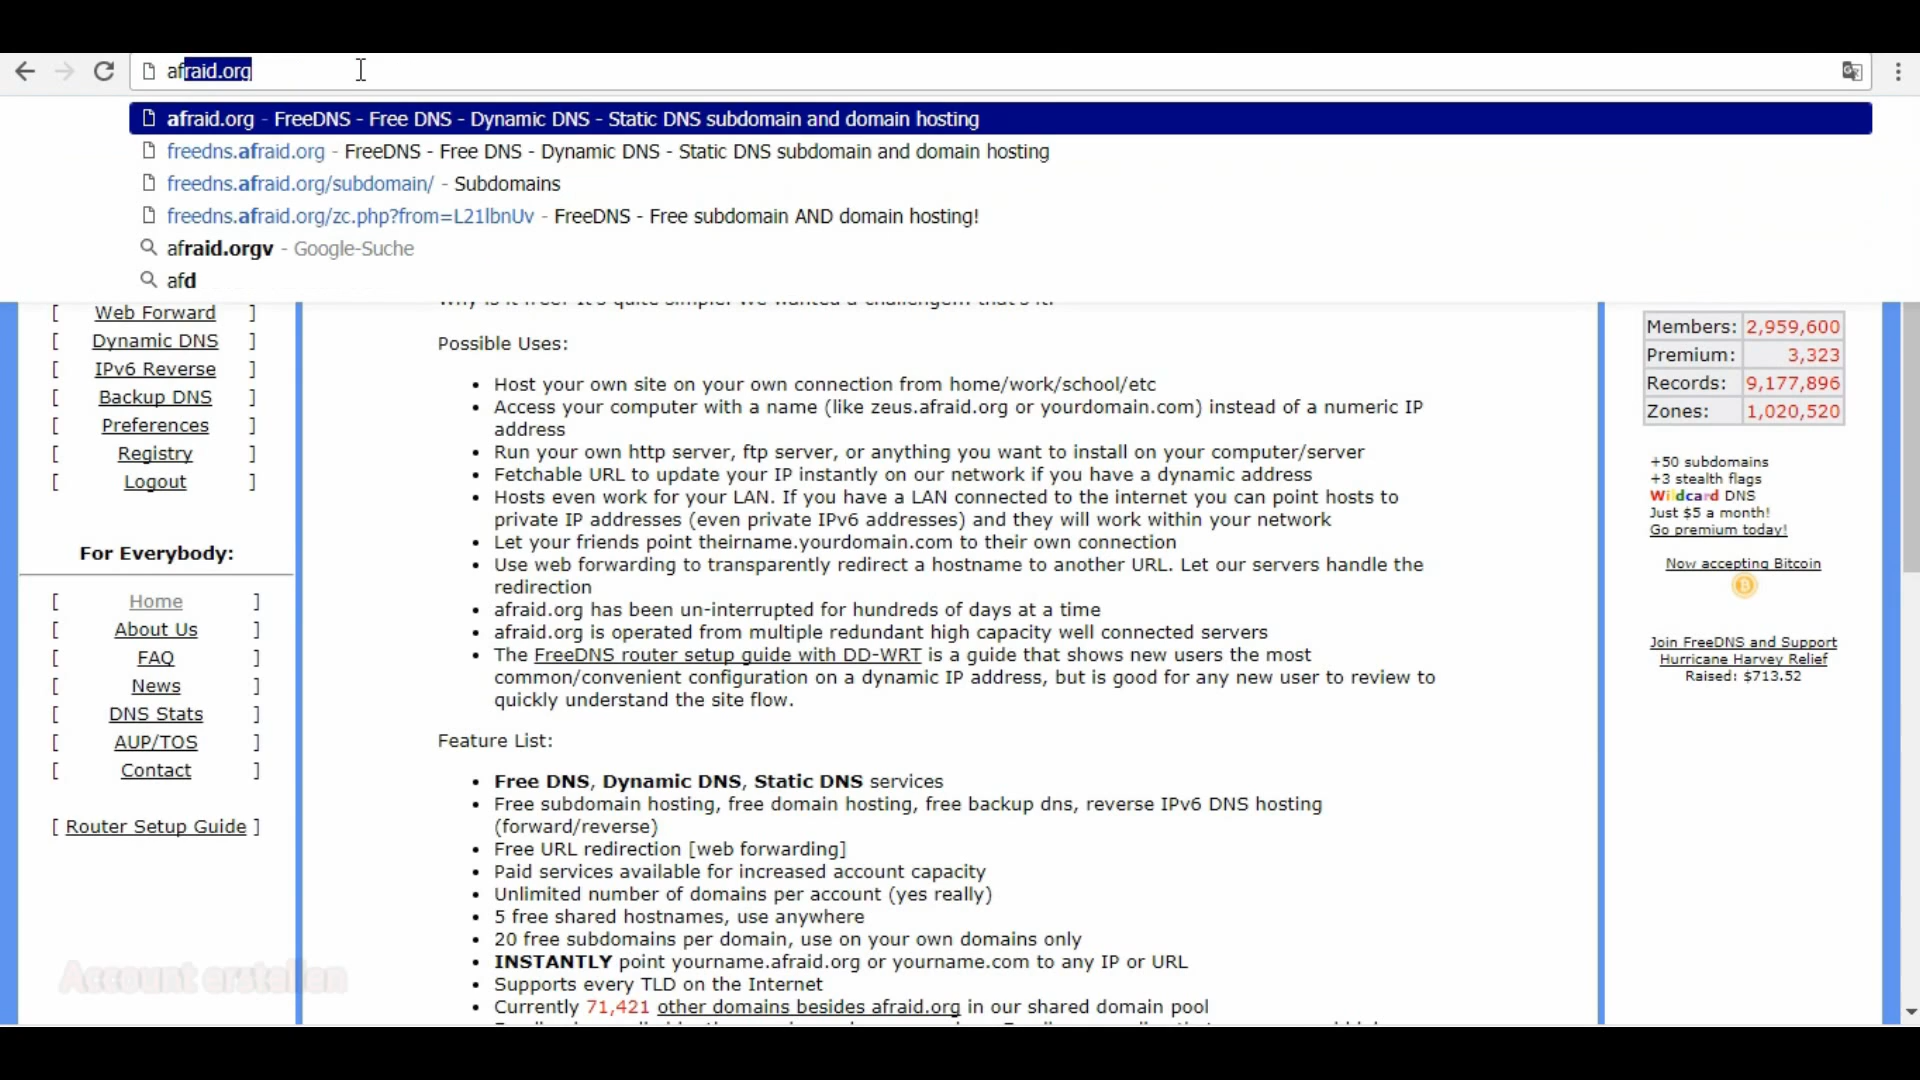 afraid.org
afraid.org - FreeDNS - Free DNS - Dynamic DNS - Static DNS subdomain and domain hosting
freedns.afraid.org - FreeDNS - Free DNS - Dynamic DNS - Static DNS subdomain and domain hosting
freedns.afraid.org/subdomain/ - Subdomains
freedns.afraid.org/zc.php?from=L21lbnUv - FreeDNS - Free subdomain AND domain hosting!
afraid.orgv - Google-Suche
afd
[ Web Forward ]
[ Dynamic DNS ]
[ IPv6 Reverse ]
[ Backup DNS ]
[ Preferences ]
[ Registry ]
[ Logout ]
For Everybody:
[ Home ]
[ About Us ]
[ FAQ ]
[ News ]
[ DNS Stats ]
[ AUP/TOS ]
[ Contact ]
[ Router Setup Guide ]
Account erstellen
Why is it free? It's quite simple. We wanted a challenge... that's it.
Possible Uses:
• Host your own site on your own connection from home/work/school/etc
• Access your computer with a name (like zeus.afraid.org or yourdomain.com) instead of a numeric IP
address
• Run your own http server, ftp server, or anything you want to install on your computer/server
• Fetchable URL to update your IP instantly on our network if you have a dynamic address
• Hosts even work for your LAN. If you have a LAN connected to the internet you can point hosts to
private IP addresses (even private IPv6 addresses) and they will work within your network
• Let your friends point theirname.yourdomain.com to their own connection
• Use web forwarding to transparently redirect a hostname to another URL. Let our servers handle the
redirection
• afraid.org has been un-interrupted for hundreds of days at a time
• afraid.org is operated from multiple redundant high capacity well connected servers
• The FreeDNS router setup guide with DD-WRT is a guide that shows new users the most
common/convenient configuration on a dynamic IP address, but is good for any new user to review to
quickly understand the site flow.
Feature List:
• Free DNS, Dynamic DNS, Static DNS services
• Free subdomain hosting, free domain hosting, free backup dns, reverse IPv6 DNS hosting
(forward/reverse)
• Free URL redirection [web forwarding]
• Paid services available for increased account capacity
• Unlimited number of domains per account (yes really)
• 5 free shared hostnames, use anywhere
• 20 free subdomains per domain, use on your own domains only
• INSTANTLY point yourname.afraid.org or yourname.com to any IP or URL
• Supports every TLD on the Internet
• Currently 71,421 other domains besides afraid.org in our shared domain pool
Members: 2,959,600
Premium: 3,323
Records: 9,177,896
Zones: 1,020,520
+50 subdomains
+3 stealth flags
Wildcard DNS
Just $5 a month!
Go premium today!
Now accepting Bitcoin
Join FreeDNS and Support
Hurricane Harvey Relief
Raised: $713.52